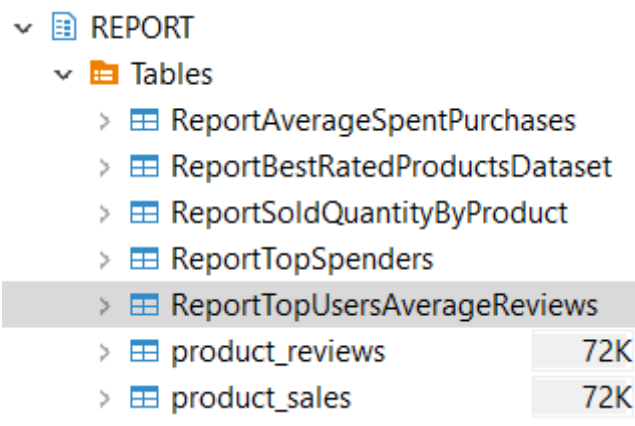 REPORT
Tables
ReportAverageSpentPurchases
ReportBestRatedProductsDataset
ReportSoldQuantityByProduct
ReportTopSpenders
ReportTopUsersAverageReviews
product_reviews 72K
product_sales 72K